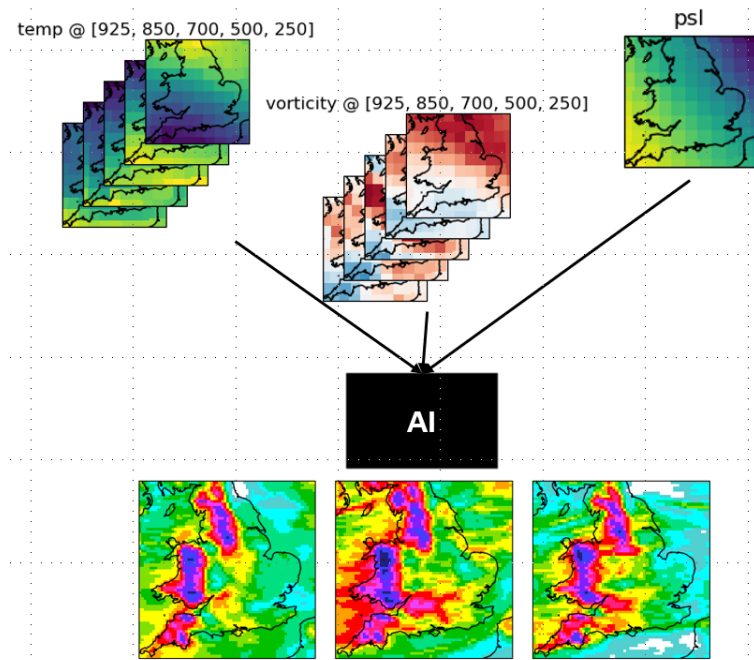 temp @ [925, 850, 700, 500, 250]
psl
vorticity @ [925, 850, 700, 500, 250]
AI